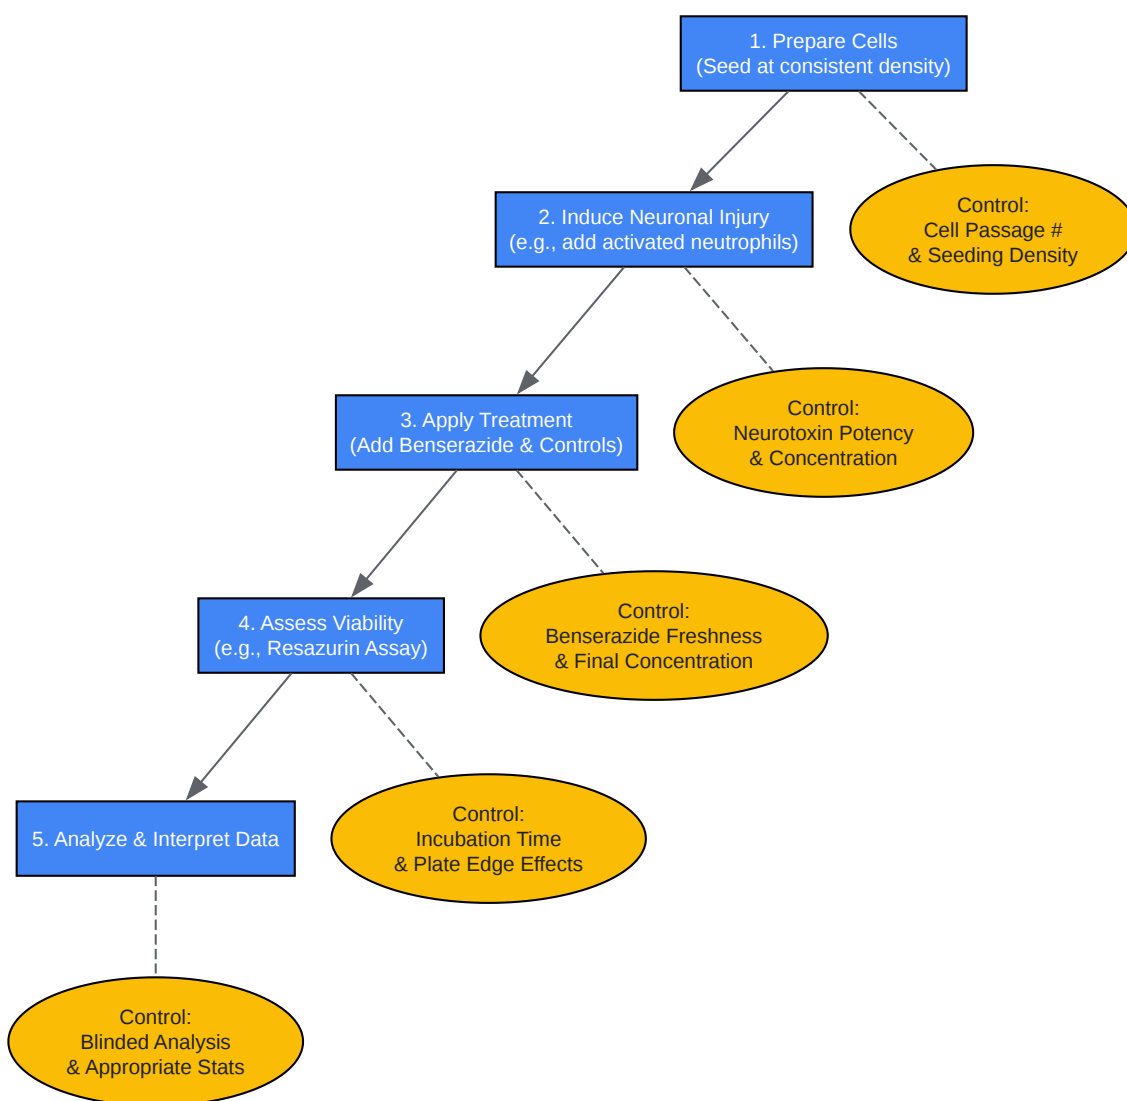 1. Prepare Cells
(Seed at consistent density)
Control:
Cell Passage #
& Seeding Density
2. Induce Neuronal Injury
(e.g., add activated neutrophils)
Control:
Neurotoxin Potency
& Concentration
3. Apply Treatment
(Add Benserazide & Controls)
Control:
Benserazide Freshness
& Final Concentration
4. Assess Viability
(e.g., Resazurin Assay)
Control:
Incubation Time
& Plate Edge Effects
5. Analyze & Interpret Data
Control:
Blinded Analysis
& Appropriate Stats